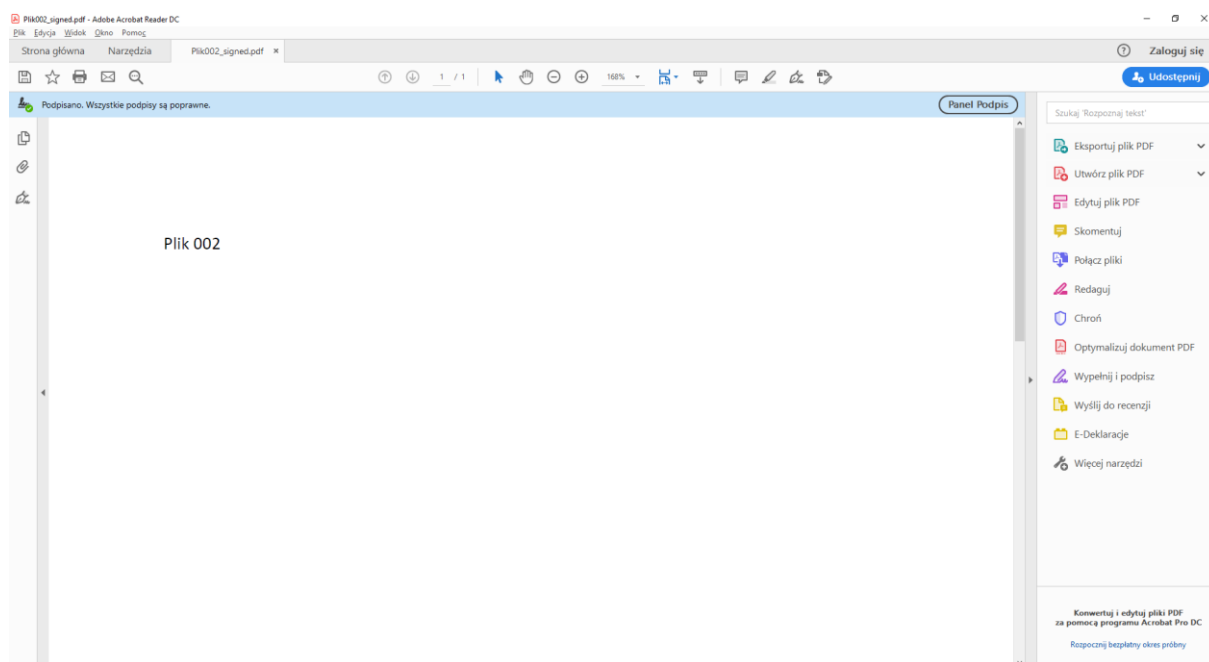 Plik002_signed.pdf - Adobe Acrobat Reader DC
Plik Edycja Widok Okno Pomoc
Strona główna Narzędzia Plik002_signed.pdf × Zaloguj się
1 / 1 168% Udostępnij
Podpisano. Wszystkie podpisy są poprawne. Panel Podpis
Szukaj 'Rozpoznaj tekst'
Eksportuj plik PDF
Utwórz plik PDF
Edytuj plik PDF
Skomentuj
Połącz pliki
Redaguj
Chroń
Optymalizuj dokument PDF
Wypełnij i podpisz
Wyślij do recenzji
E-Deklaracje
Więcej narzędzi
Plik 002
Konwertuj i edytuj pliki PDF
za pomocą programu Acrobat Pro DC
Rozpocznij bezpłatny okres próbny